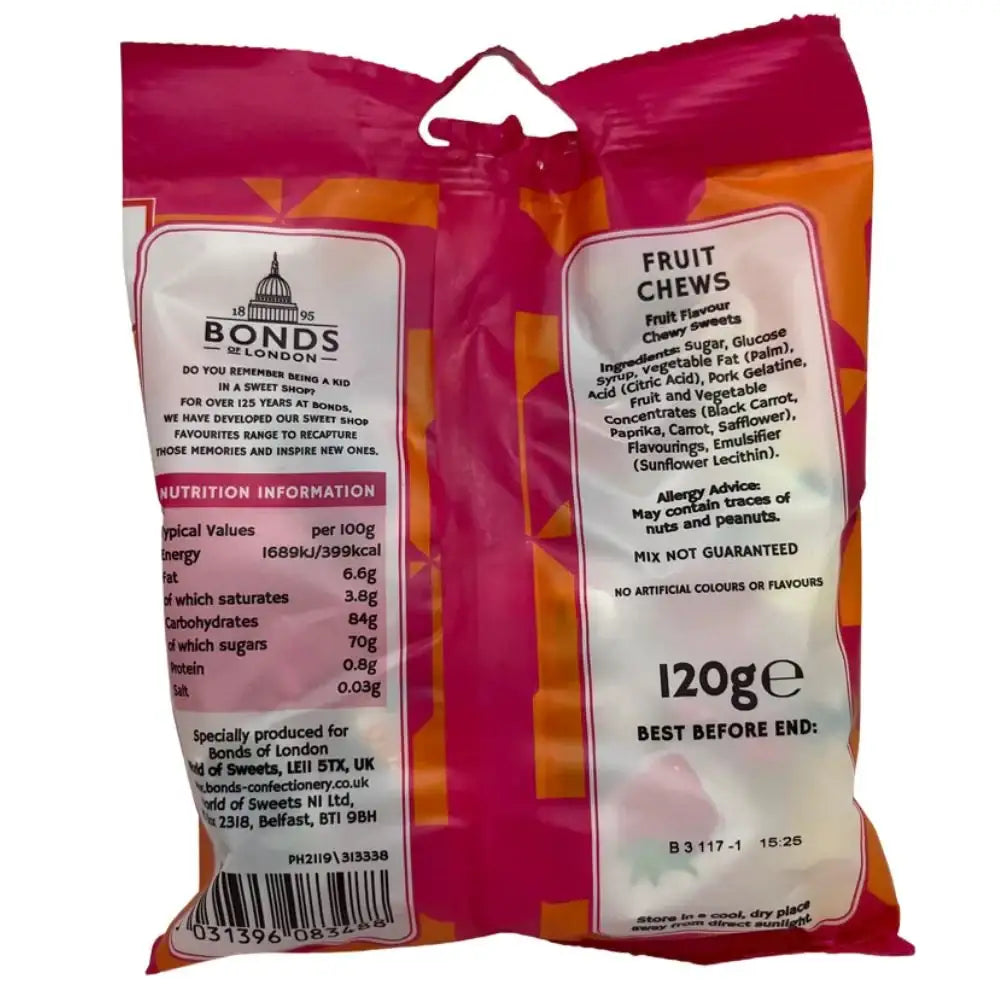 18 95
BONDS
OF LONDON
DO YOU REMEMBER BEING A KID
IN A SWEET SHOP?
FOR OVER 125 YEARS AT BONDS,
WE HAVE DEVELOPED OUR SWEET SHOP
FAVOURITES RANGE TO RECAPTURE
THOSE MEMORIES AND INSPIRE NEW ONES.
NUTRITION INFORMATION
Typical Values per 100g
Energy 1689kJ/399kcal
Fat 6.6g
of which saturates 3.8g
Carbohydrates 84g
of which sugars 70g
Protein 0.8g
Salt 0.03g
Specially produced for
Bonds of London
of Sweets, LE11 5TX, UK
bonds-confectionery.co.uk
World of Sweets NI Ltd,
2318, Belfast, BT1 9BH
PH2119\313338
031396 083488
FRUIT
CHEWS
Fruit Flavour
Chewy Sweets
Ingredients: Sugar, Glucose
Syrup, Vegetable Fat (Palm),
Acid (Citric Acid), Pork Gelatine,
Fruit and Vegetable
Concentrates (Black Carrot,
Paprika, Carrot, Safflower),
Flavourings, Emulsifier
(Sunflower Lecithin).
Allergy Advice:
May contain traces of
nuts and peanuts.
MIX NOT GUARANTEED
NO ARTIFICIAL COLOURS OR FLAVOURS
120g℮
BEST BEFORE END:
B 3 117 -1 15:25
Store in a cool, dry place
away from direct sunlight.